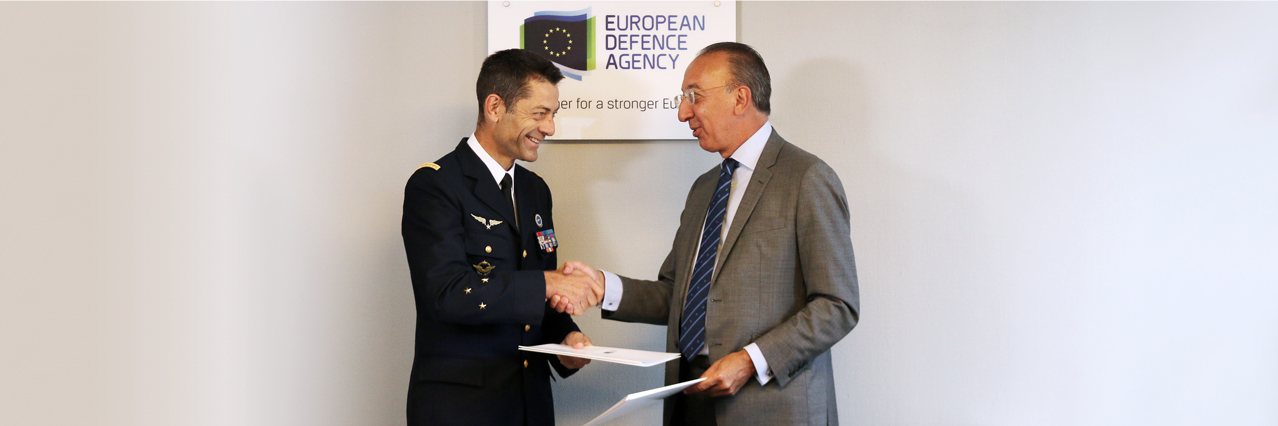 EUROPEAN
DEFENCE
AGENCY
for a stronger